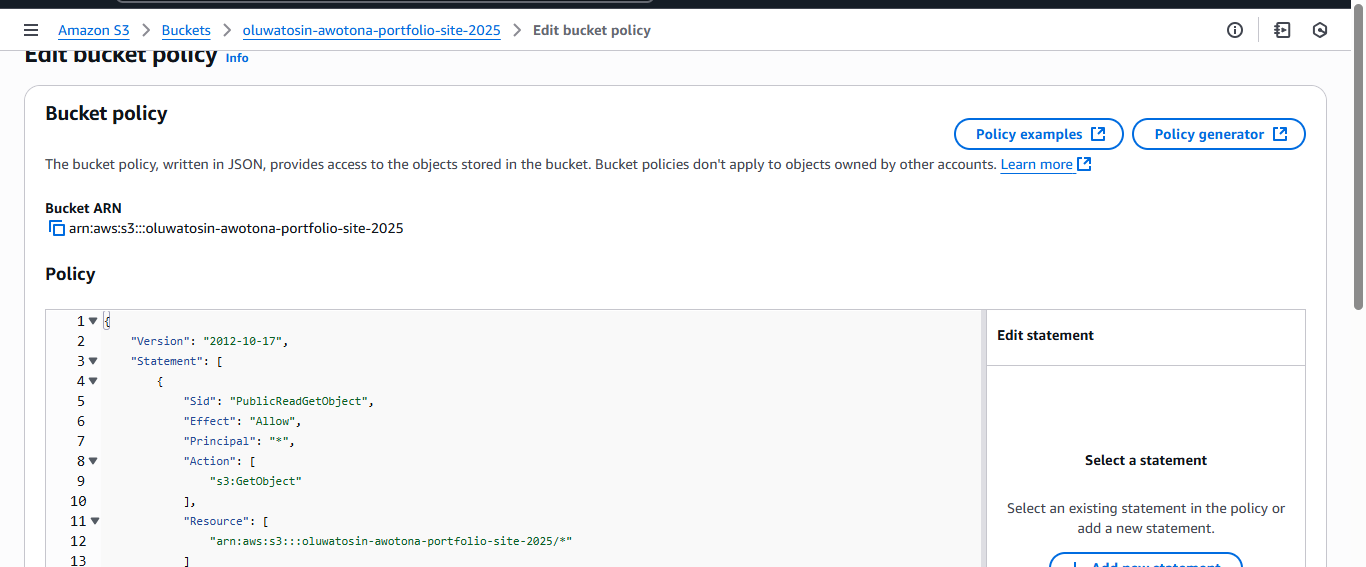 Amazon S3 > Buckets > oluwatosin-awotona-portfolio-site-2025 > Edit bucket policy
Edit bucket policy Info
Bucket policy
Policy examples
Policy generator
The bucket policy, written in JSON, provides access to the objects stored in the bucket. Bucket policies don't apply to objects owned by other accounts. Learn more
Bucket ARN
arn:aws:s3:::oluwatosin-awotona-portfolio-site-2025
Policy
1 {
2 "Version": "2012-10-17",
3 "Statement": [
4 {
5 "Sid": "PublicReadGetObject",
6 "Effect": "Allow",
7 "Principal": "*",
8 "Action": [
9 "s3:GetObject"
10 ],
11 "Resource": [
12 "arn:aws:s3:::oluwatosin-awotona-portfolio-site-2025/*"
13 ]
Edit statement
Select a statement
Select an existing statement in the policy or
add a new statement.
+ Add new statement